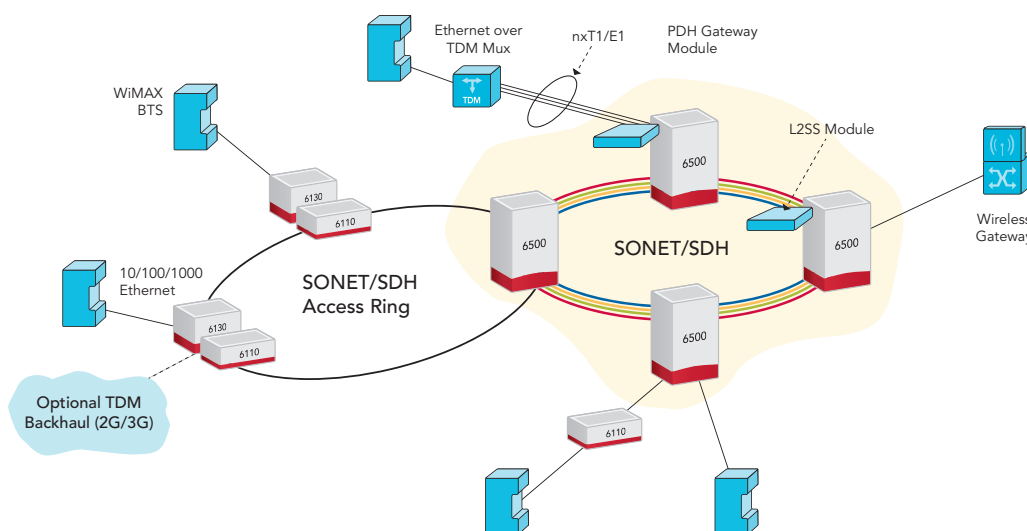 Ethernet over
TDM Mux
nxT1/E1
PDH Gateway
Module
WiMAX
BTS
TDM
L2SS Module
6500
6130
6110
6500
6500
Wireless
Gateway
SONET/SDH
10/100/1000
Ethernet
SONET/SDH
Access Ring
6130
6110
6500
Optional TDM
Backhaul (2G/3G)
6110